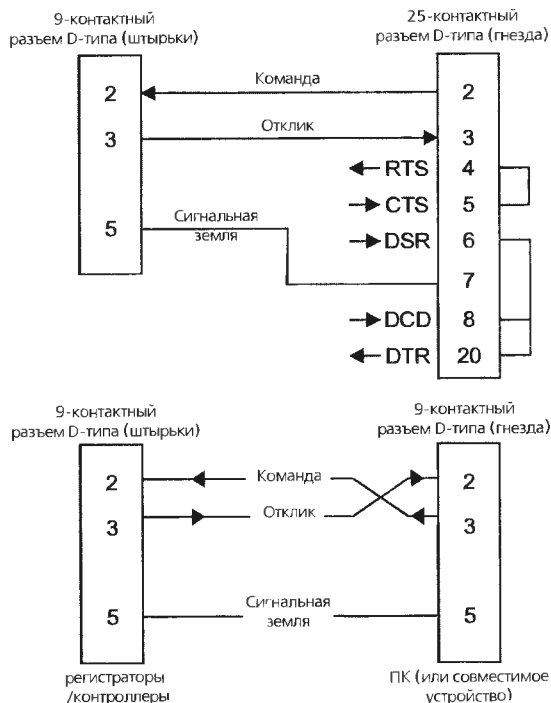 9-контактный
разъем D-типа (штырьки)
25-контактный
разъем D-типа (гнезда)
2
Команда
2
3
Отклик
3
RTS
4
CTS
5
5
Сигнальная
земля
DSR
6
7
DCD
8
DTR
20
9-контактный
разъем D-типа (штырьки)
9-контактный
разъем D-типа (гнезда)
2
Команда
2
3
Отклик
3
5
Сигнальная
земля
5
регистраторы
/контроллеры
ПК (или совместимое
устройство)